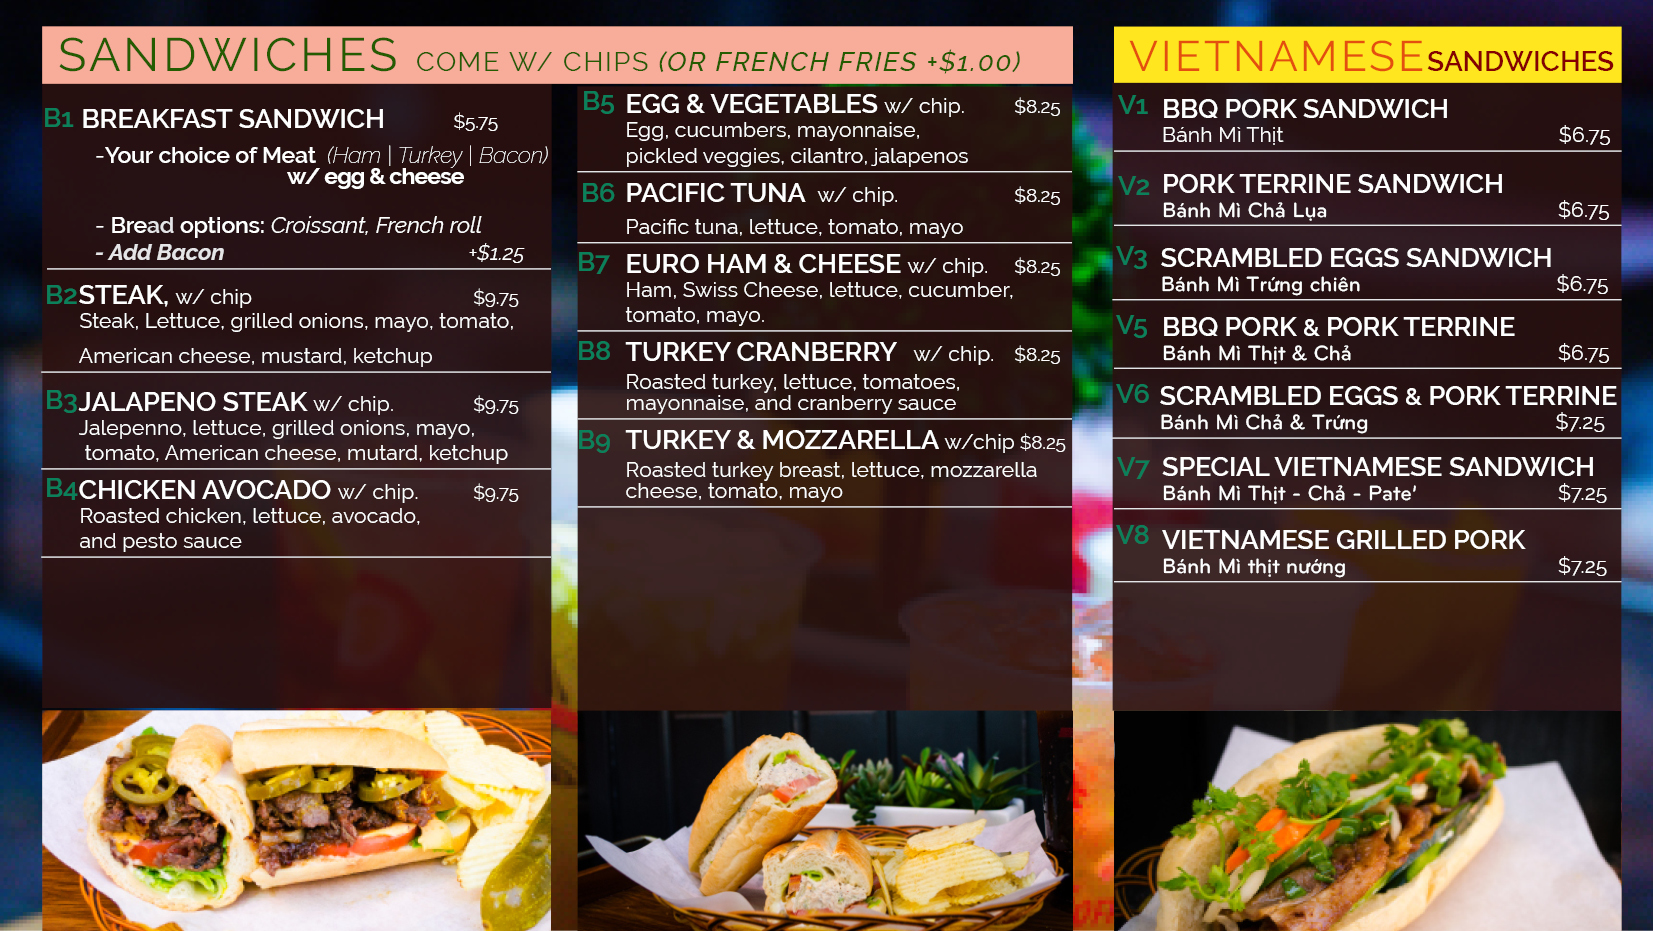 SANDWICHES COME W/ CHIPS (OR FRENCH FRIES +$1.00)
B1 BREAKFAST SANDWICH $5.75
-Your choice of Meat (Ham | Turkey | Bacon)
w/ egg & cheese
- Bread options: Croissant, French roll
- Add Bacon +$1.25
B2 STEAK, w/ chip $9.75
Steak, Lettuce, grilled onions, mayo, tomato,
American cheese, mustard, ketchup
B3 JALAPENO STEAK w/ chip. $9.75
Jalepenno, lettuce, grilled onions, mayo,
tomato, American cheese, mutard, ketchup
B4 CHICKEN AVOCADO w/ chip. $9.75
Roasted chicken, lettuce, avocado,
and pesto sauce
B5 EGG & VEGETABLES w/ chip. $8.25
Egg, cucumbers, mayonnaise,
pickled veggies, cilantro, jalapenos
B6 PACIFIC TUNA w/ chip. $8.25
Pacific tuna, lettuce, tomato, mayo
B7 EURO HAM & CHEESE w/ chip. $8.25
Ham, Swiss Cheese, lettuce, cucumber,
tomato, mayo.
B8 TURKEY CRANBERRY w/ chip. $8.25
Roasted turkey, lettuce, tomatoes,
mayonnaise, and cranberry sauce
B9 TURKEY & MOZZARELLA w/chip $8.25
Roasted turkey breast, lettuce, mozzarella
cheese, tomato, mayo
VIETNAMESE SANDWICHES
V1 BBQ PORK SANDWICH
Bánh Mì Thịt $6.75
V2 PORK TERRINE SANDWICH
Bánh Mì Chả Lụa $6.75
V3 SCRAMBLED EGGS SANDWICH
Bánh Mì Trứng chiên $6.75
V5 BBQ PORK & PORK TERRINE
Bánh Mì Thịt & Chả $6.75
V6 SCRAMBLED EGGS & PORK TERRINE
Bánh Mì Chả & Trứng $7.25
V7 SPECIAL VIETNAMESE SANDWICH
Bánh Mì Thịt - Chả - Pate' $7.25
V8 VIETNAMESE GRILLED PORK
Bánh Mì thịt nướng $7.25